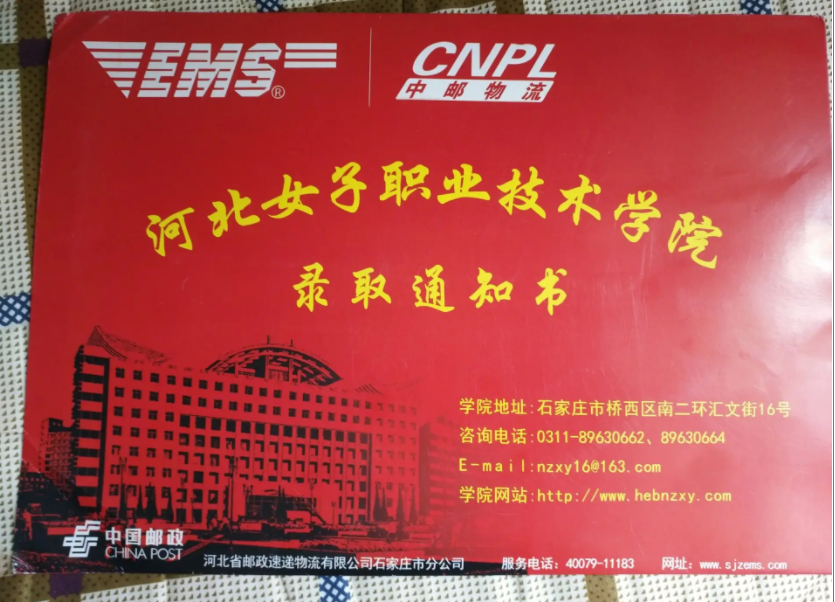 EMS®
CNPL
中邮物流
河北女子职业技术学院
录取通知书
学院地址:石家庄市桥西区南二环汇文街16号
咨询电话:0311-89630662、89630664
E-mail:nzxy16@163.com
学院网站:http://www.hebnzxy.com
中国邮政
CHINA POST
河北省邮政速递物流有限公司石家庄市分公司 服务电话：40079-11183 网址：www.sjzems.com